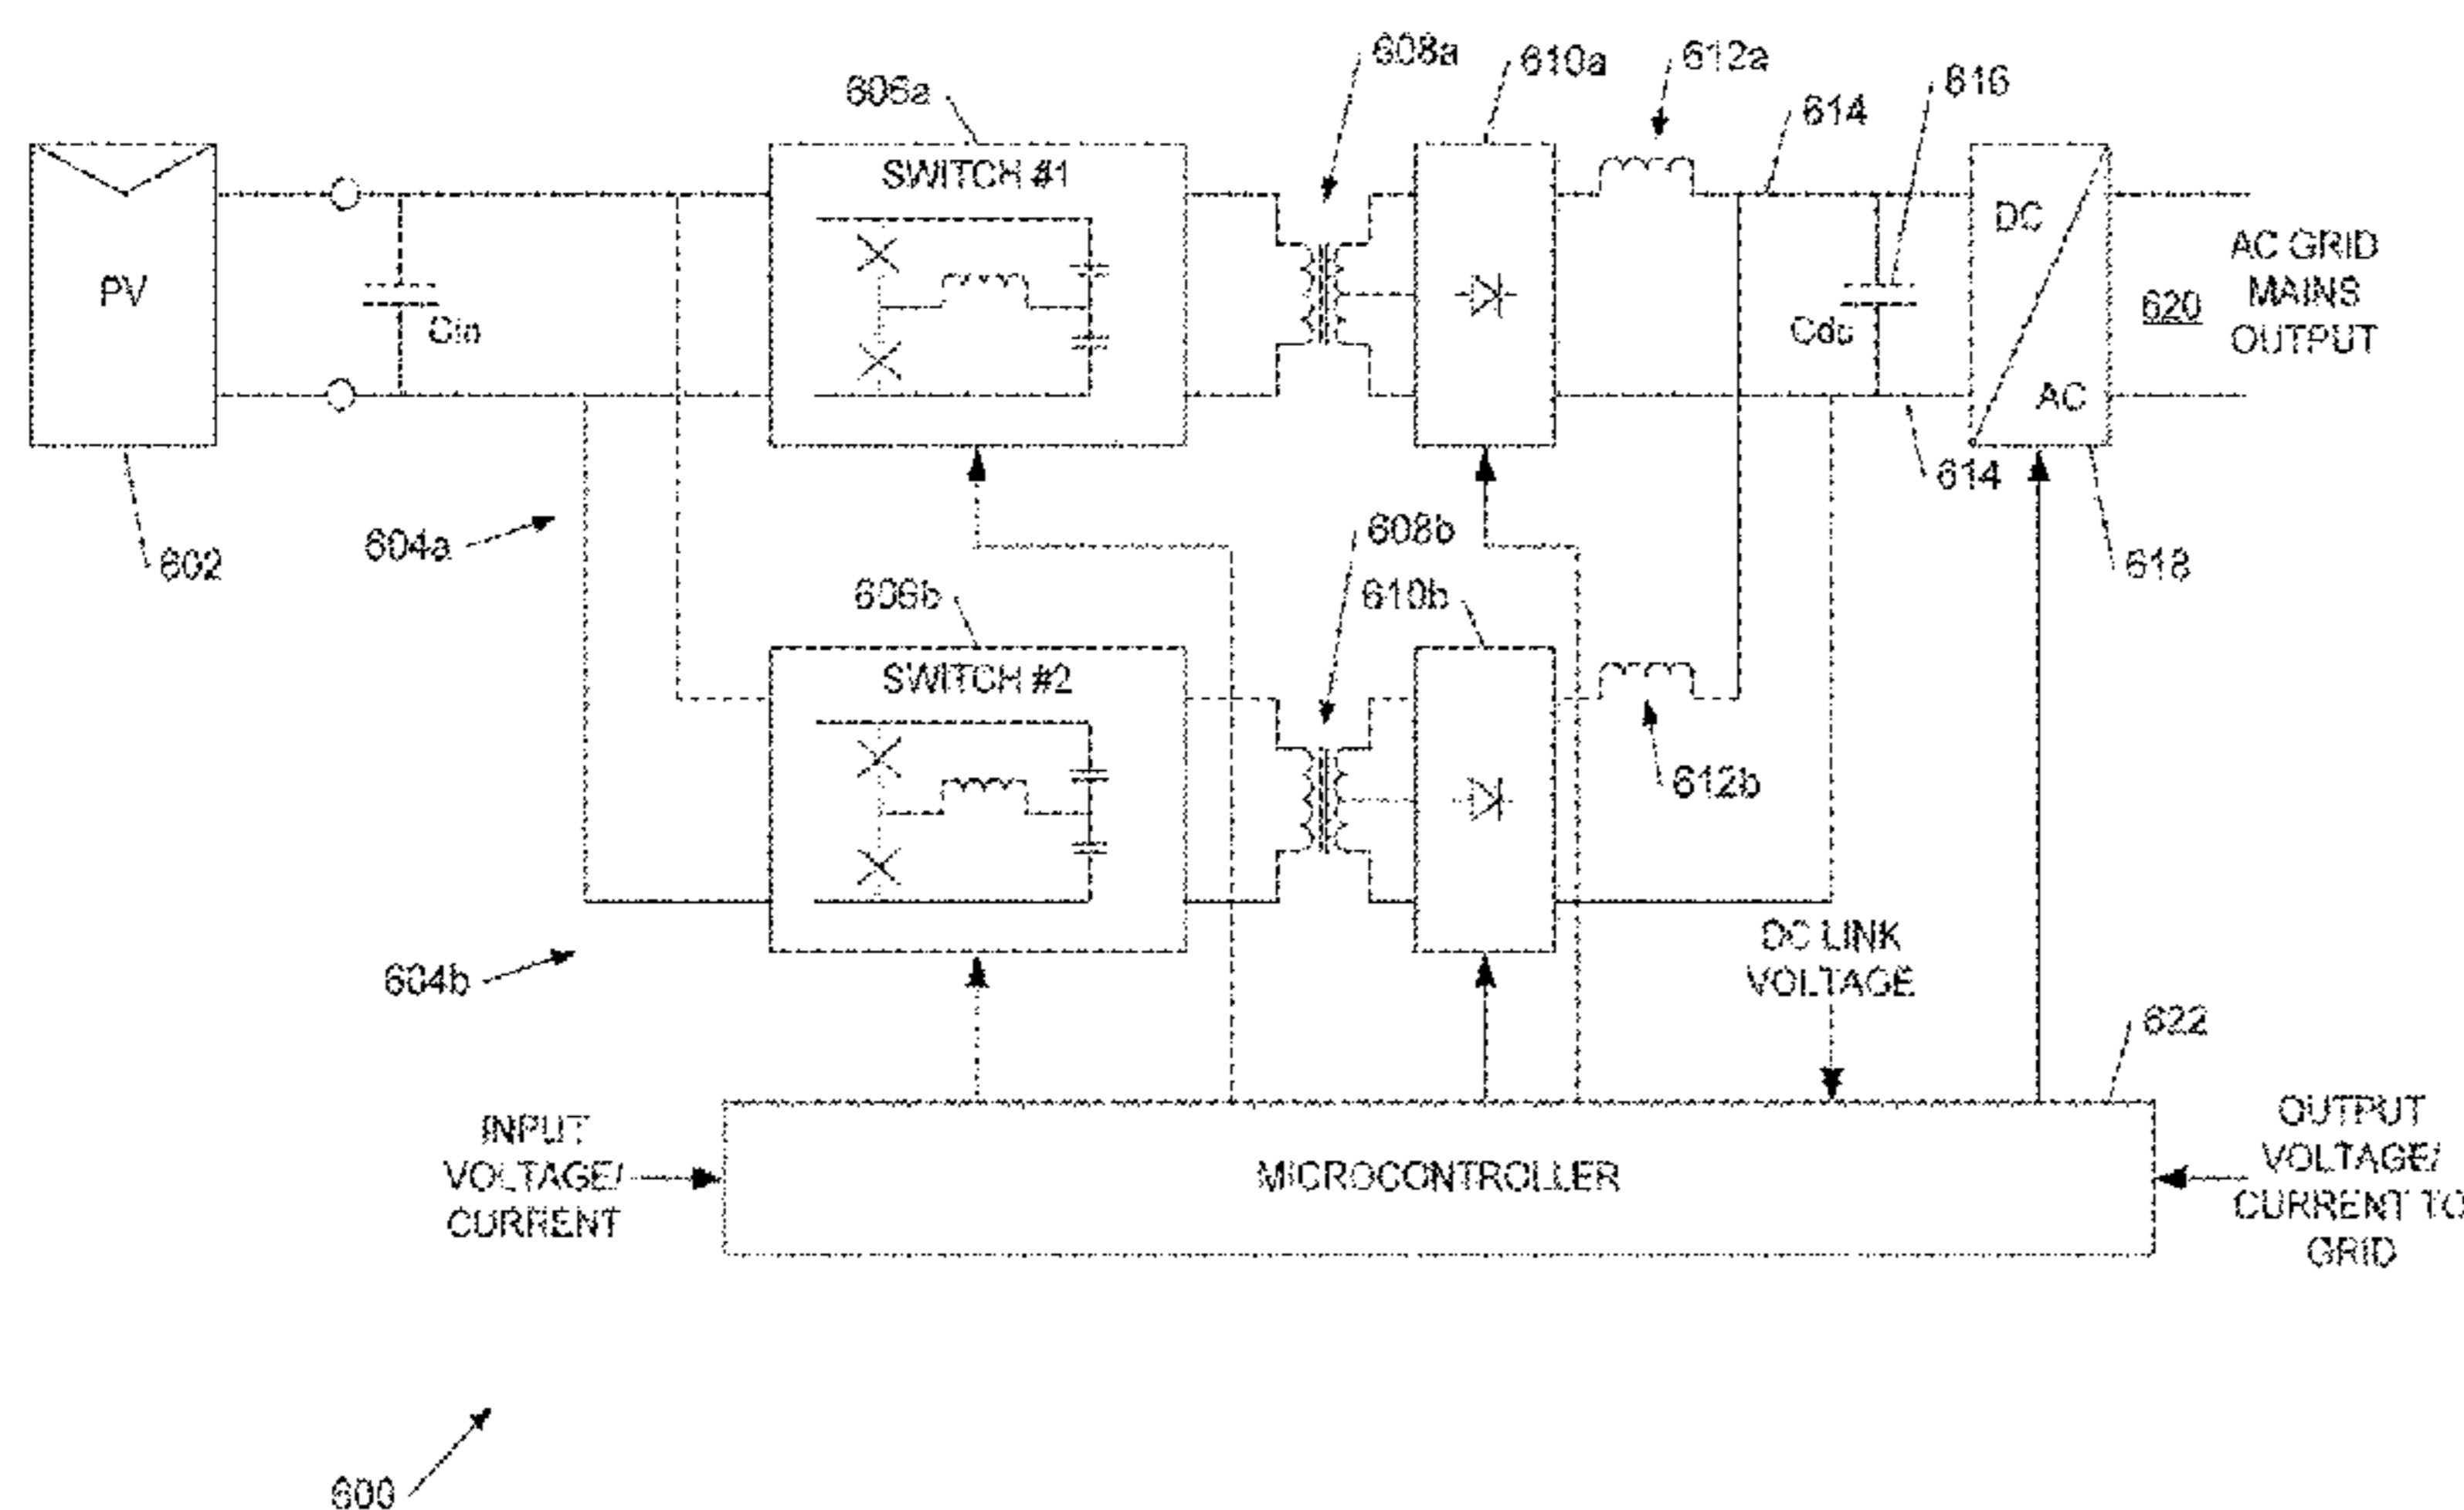 608a
610a
612a
616
606a
614
SWITCH #1
PV
DC
AC GRID
MAINS
OUTPUT
620
Cin
Cdc
AC
614
604a
602
608b
618
606b
610b
SWITCH #2
612b
DC LINK
VOLTAGE
604b
622
INPUT
VOLTAGE/
CURRENT
MICROCONTROLLER
OUTPUT
VOLTAGE/
CURRENT TO
GRID
600